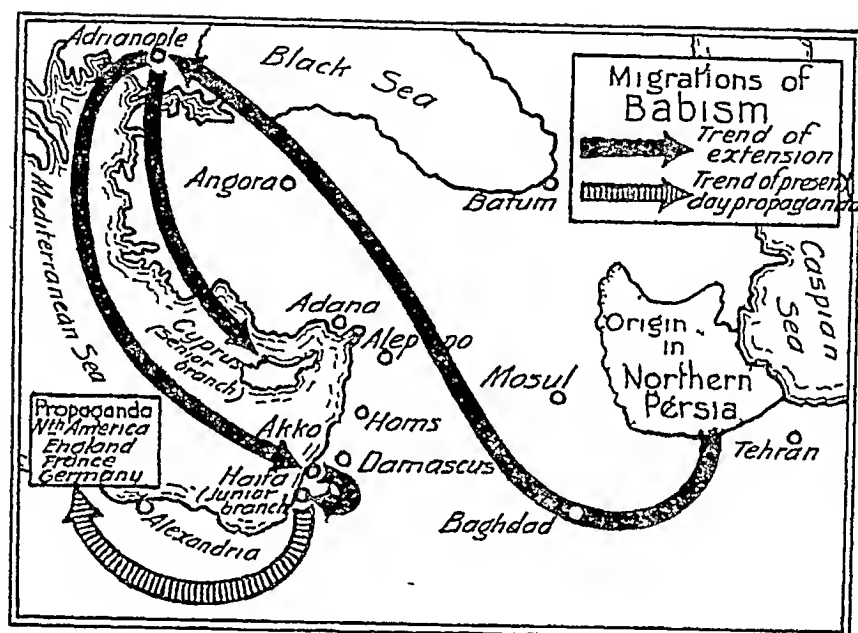 Adrianople
Black Sea
Migrations of
Babism
Trend of
extension
Trend of present
day propaganda
Angora
Batum
Mediterranean Sea
Caspian
Sea
Adana
Aleppo
Cyprus
(senior
branch)
Origin
in
Northern
Persia
Mosul
Propaganda
Nth America
England
France
Germany
Akko
Homs
Damascus
Tehran
Haifa
(Junior
branch)
Alexandria
Baghdad